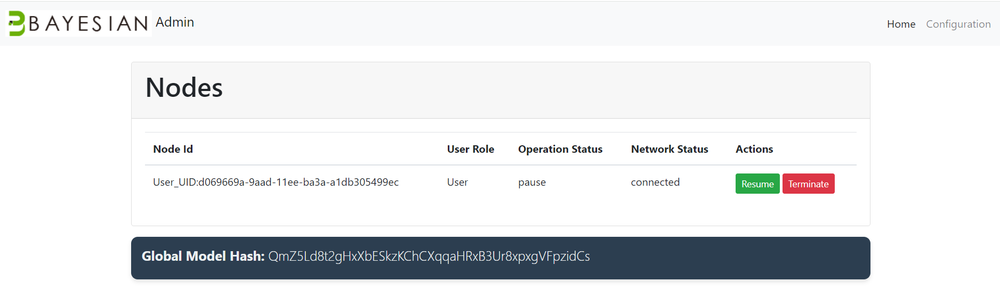 BAYESIAN Admin Home Configuration
Nodes
Node Id User Role Operation Status Network Status Actions
User_UID:d069669a-9aad-11ee-ba3a-a1db305499ec User pause connected Resume Terminate
Global Model Hash: QmZ5Ld8t2gHxXbESkzKChCXqqaHRxB3Ur8xpxgVFpzidCs